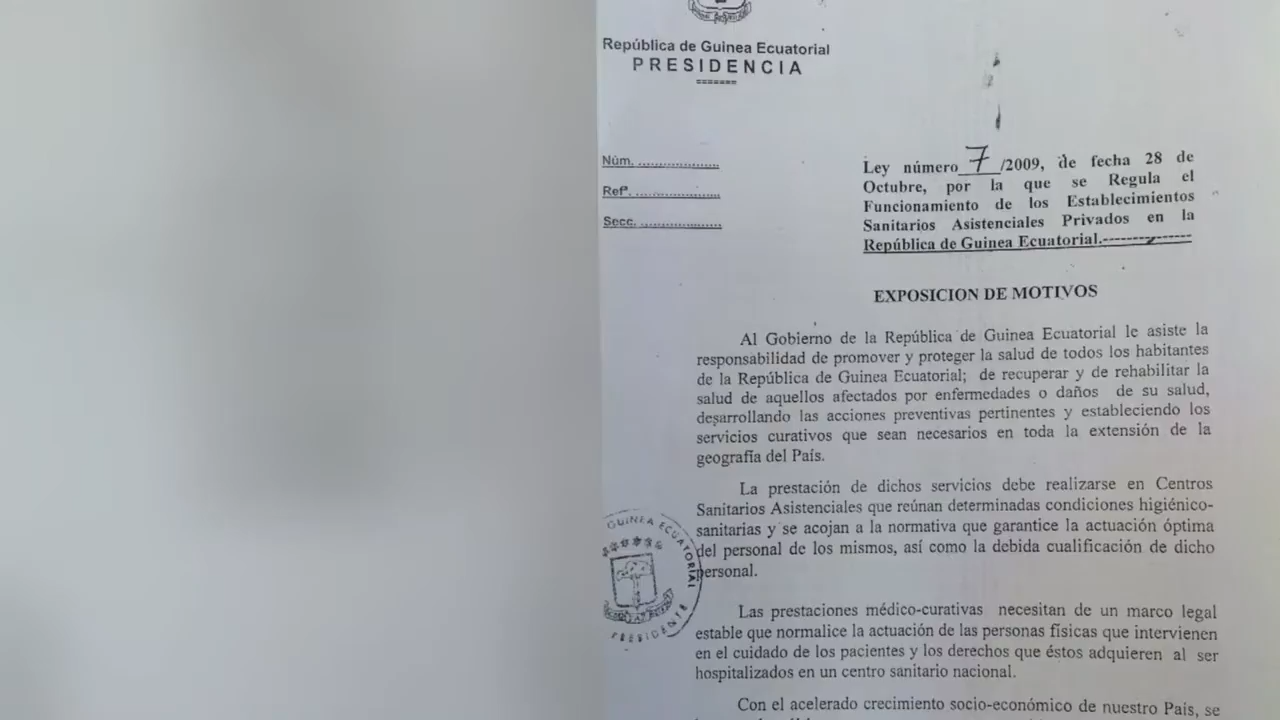 República de Guinea Ecuatorial
PRESIDENCIA
=======
Núm. ....................
Refª. .....................
Secc. ....................
Ley número 7 /2009, de fecha 28 de
Octubre, por la que se Regula el
Funcionamiento de los Establecimientos
Sanitarios Asistenciales Privados en la
República de Guinea Ecuatorial.--------------
EXPOSICION DE MOTIVOS
Al Gobierno de la República de Guinea Ecuatorial le asiste la
responsabilidad de promover y proteger la salud de todos los habitantes
de la República de Guinea Ecuatorial; de recuperar y de rehabilitar la
salud de aquellos afectados por enfermedades o daños de su salud,
desarrollando las acciones preventivas pertinentes y estableciendo los
servicios curativos que sean necesarios en toda la extensión de la
geografía del País.
La prestación de dichos servicios debe realizarse en Centros
Sanitarios Asistenciales que reúnan determinadas condiciones higiénico-
sanitarias y se acojan a la normativa que garantice la actuación óptima
del personal de los mismos, así como la debida cualificación de dicho
personal.
GUINEA ECUATORIAL
PRESIDENTE
Las prestaciones médico-curativas necesitan de un marco legal
estable que normalice la actuación de las personas físicas que intervienen
en el cuidado de los pacientes y los derechos que éstos adquieren al ser
hospitalizados en un centro sanitario nacional.
Con el acelerado crecimiento socio-económico de nuestro País, se